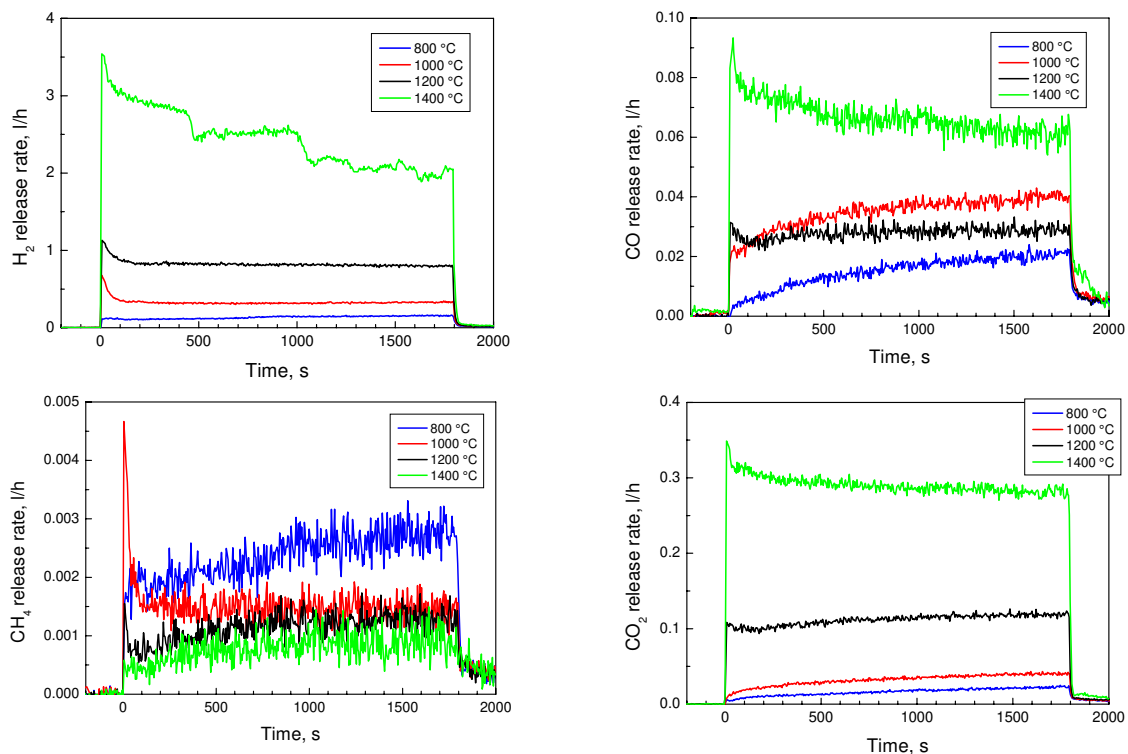 4
3
2
1
0
H2 release rate, l/h
0
500
1000
1500
2000
Time, s
800 °C
1000 °C
1200 °C
1400 °C
0.10
0.08
0.06
0.04
0.02
0.00
CO release rate, l/h
0
500
1000
1500
2000
Time, s
800 °C
1000 °C
1200 °C
1400 °C
0.005
0.004
0.003
0.002
0.001
0.000
CH4 release rate, l/h
0
500
1000
1500
2000
Time, s
800 °C
1000 °C
1200 °C
1400 °C
0.4
0.3
0.2
0.1
0.0
CO2 release rate, l/h
0
500
1000
1500
2000
Time, s
800 °C
1000 °C
1200 °C
1400 °C